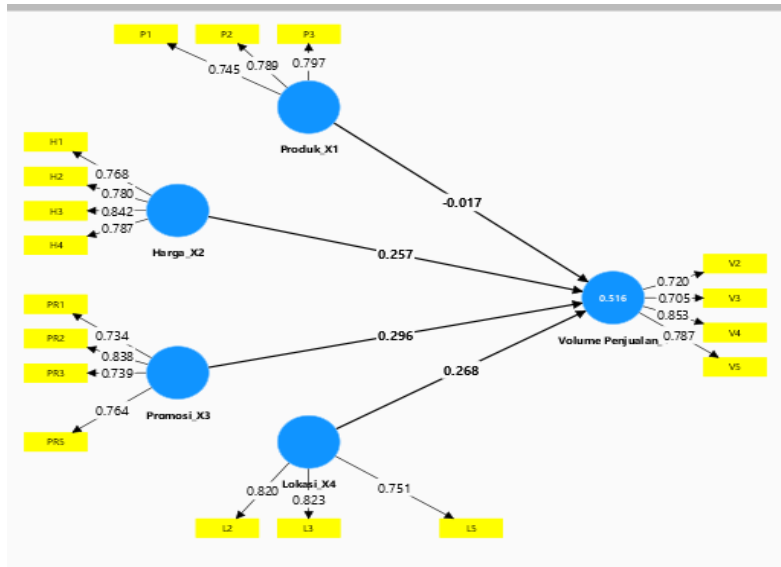 P1
P2
P3
0.745
0.789
0.797
Produk_X1
H1
H2
H3
H4
0.768
0.780
0.842
0.787
Harga_X2
-0.017
0.257
PR1
PR2
PR3
PR5
0.734
0.838
0.739
0.764
Promosi_X3
0.296
0.268
0.516
Volume Penjualan_
0.720
0.705
0.853
0.787
V2
V3
V4
V5
Lokasi_X4
0.820
0.823
0.751
L2
L3
L5